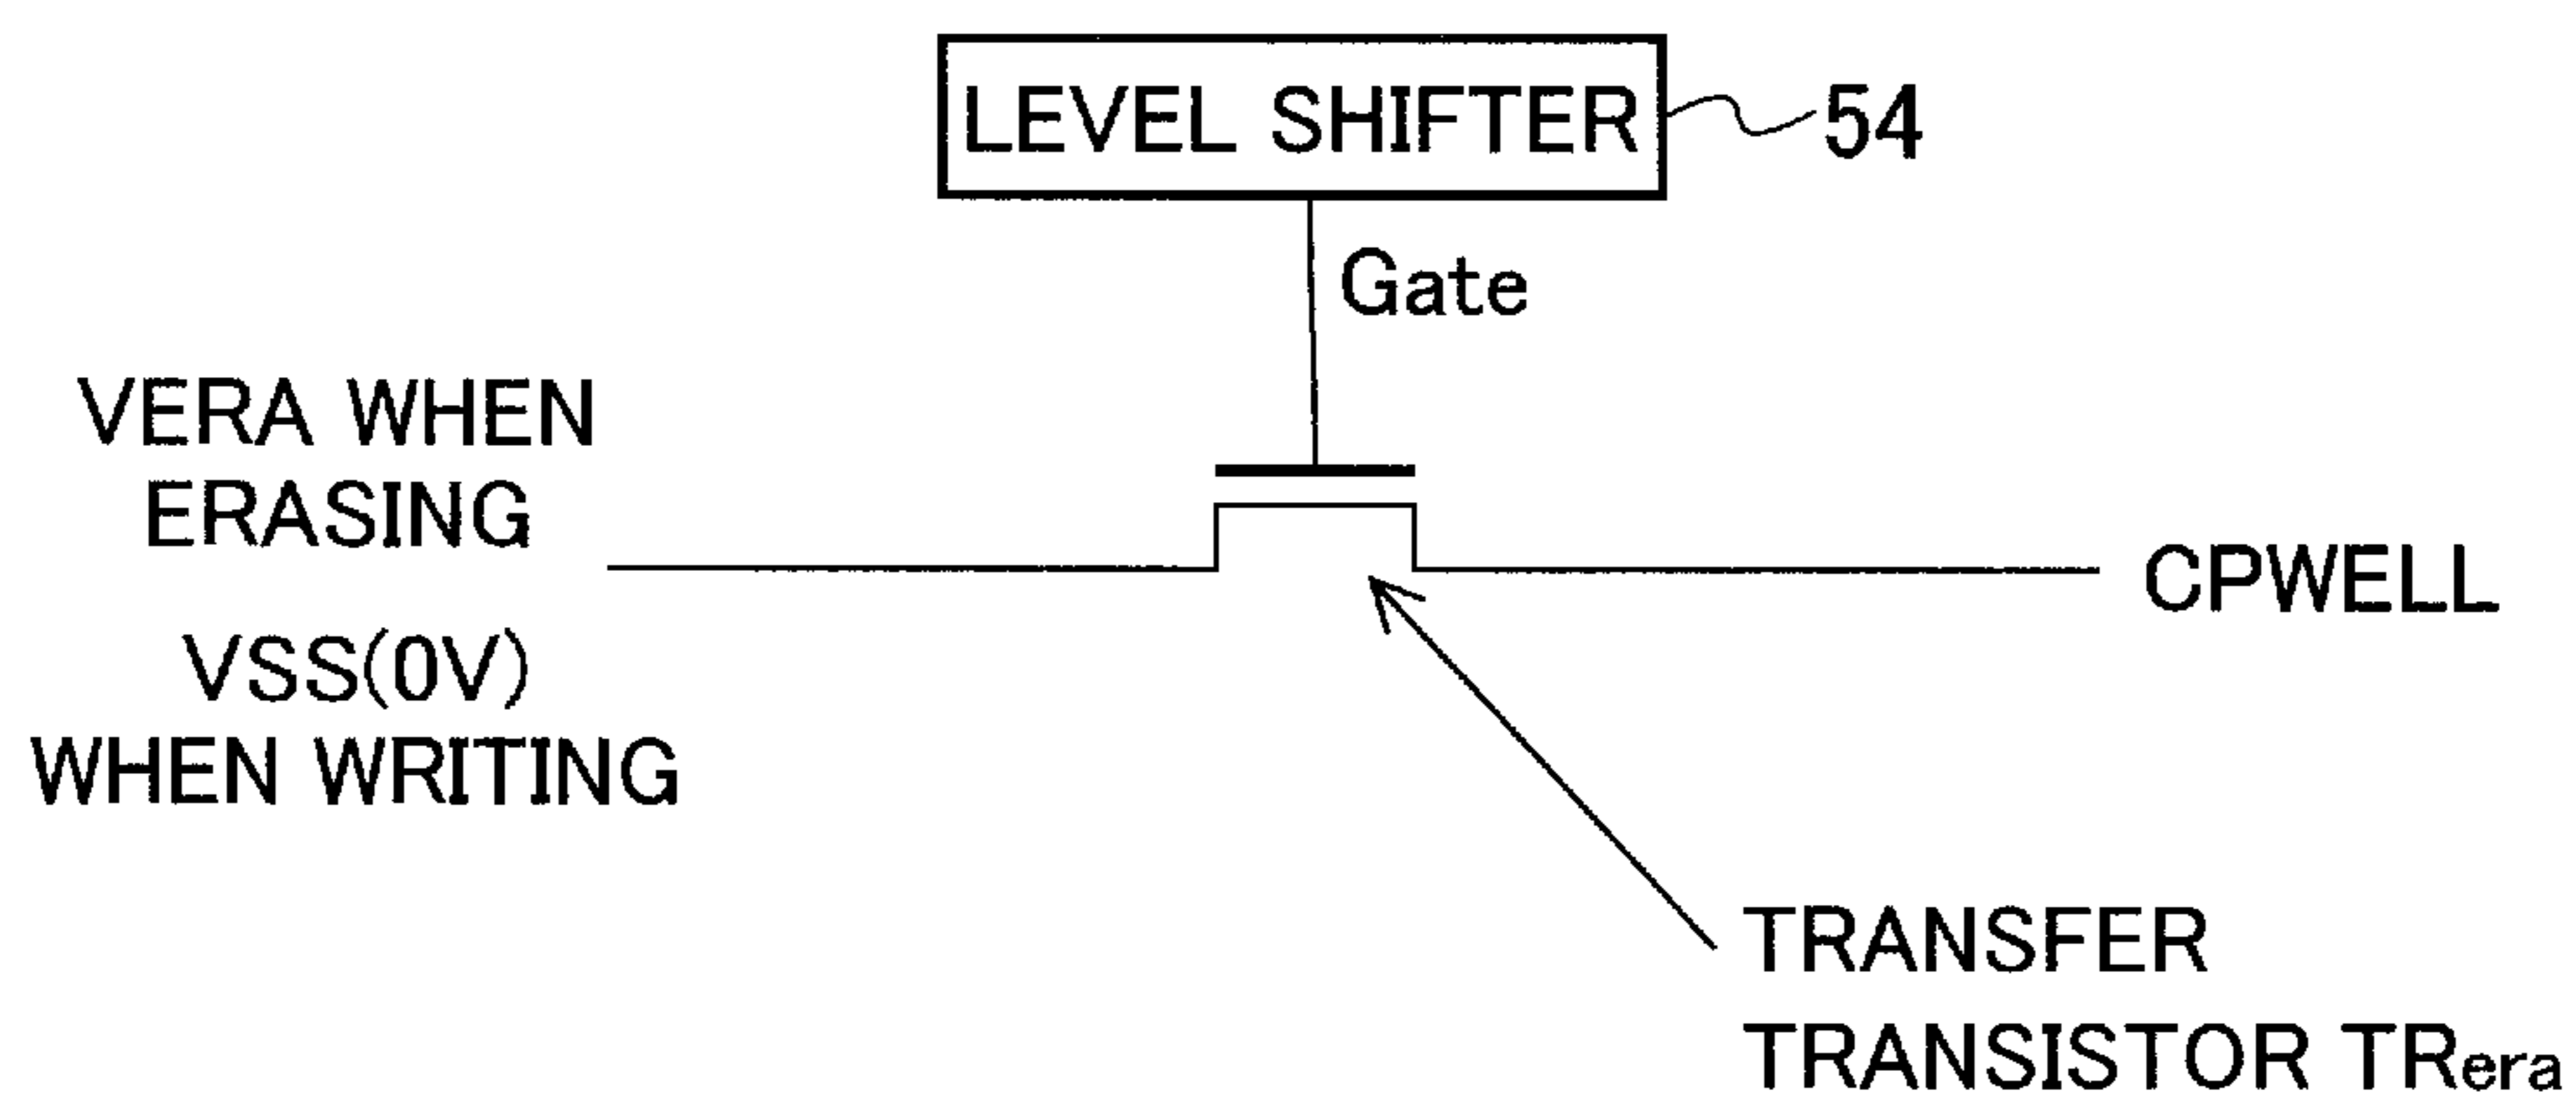 LEVEL SHIFTER
54
Gate
VERA WHEN
ERASING
VSS(0V)
WHEN WRITING
CPWELL
TRANSFER
TRANSISTOR TRera